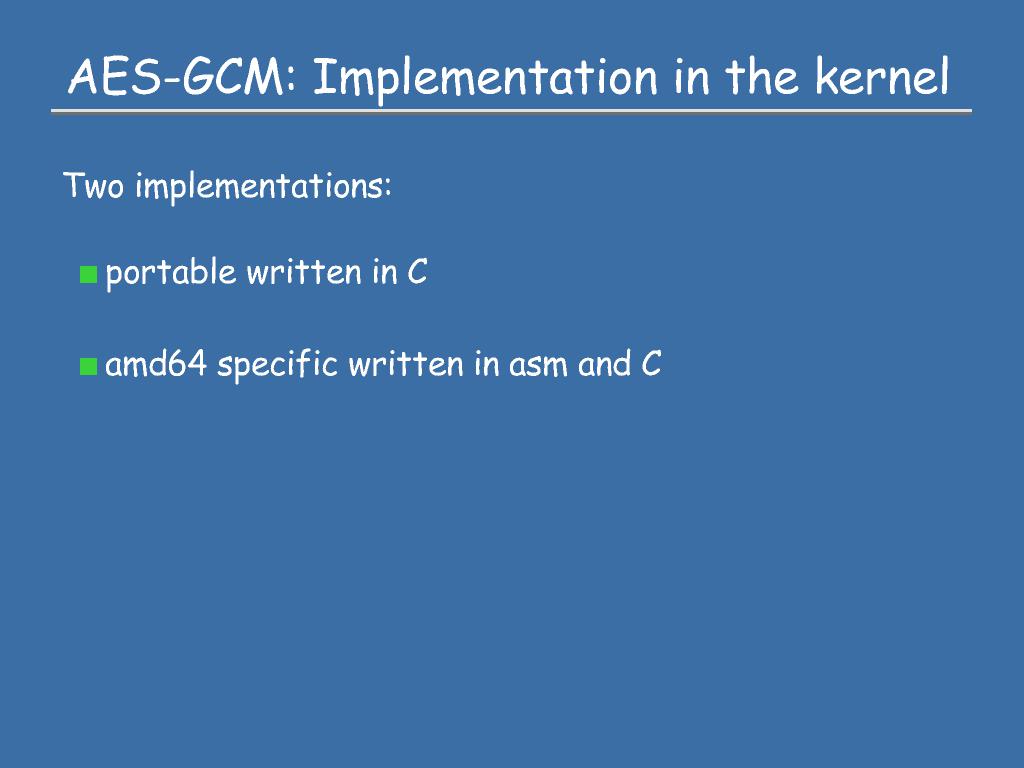 AES-GCM: Implementation in the kernel
Two implementations:
portable written in C
amd64 specific written in asm and C